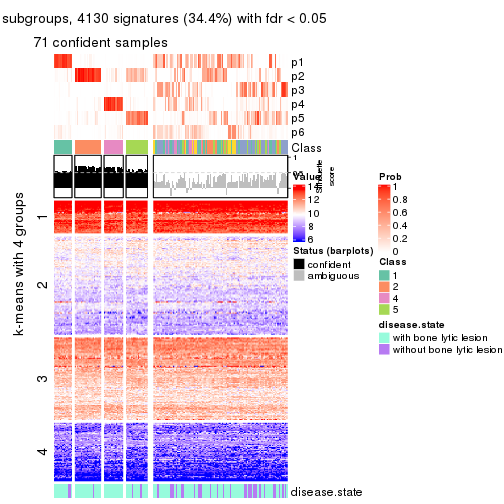 subgroups, 4130 signatures (34.4%) with fdr < 0.05
71 confident samples
p1
p2
p3
p4
p5
p6
Class
1
silhouette
score
k-means with 4 groups
1
2
3
4
Value
14
12
10
8
6
Status (barplots)
confident
ambiguous
Prob
1
0.8
0.6
0.4
0.2
0
Class
1
2
4
5
disease.state
with bone lytic lesion
without bone lytic lesion
disease.state